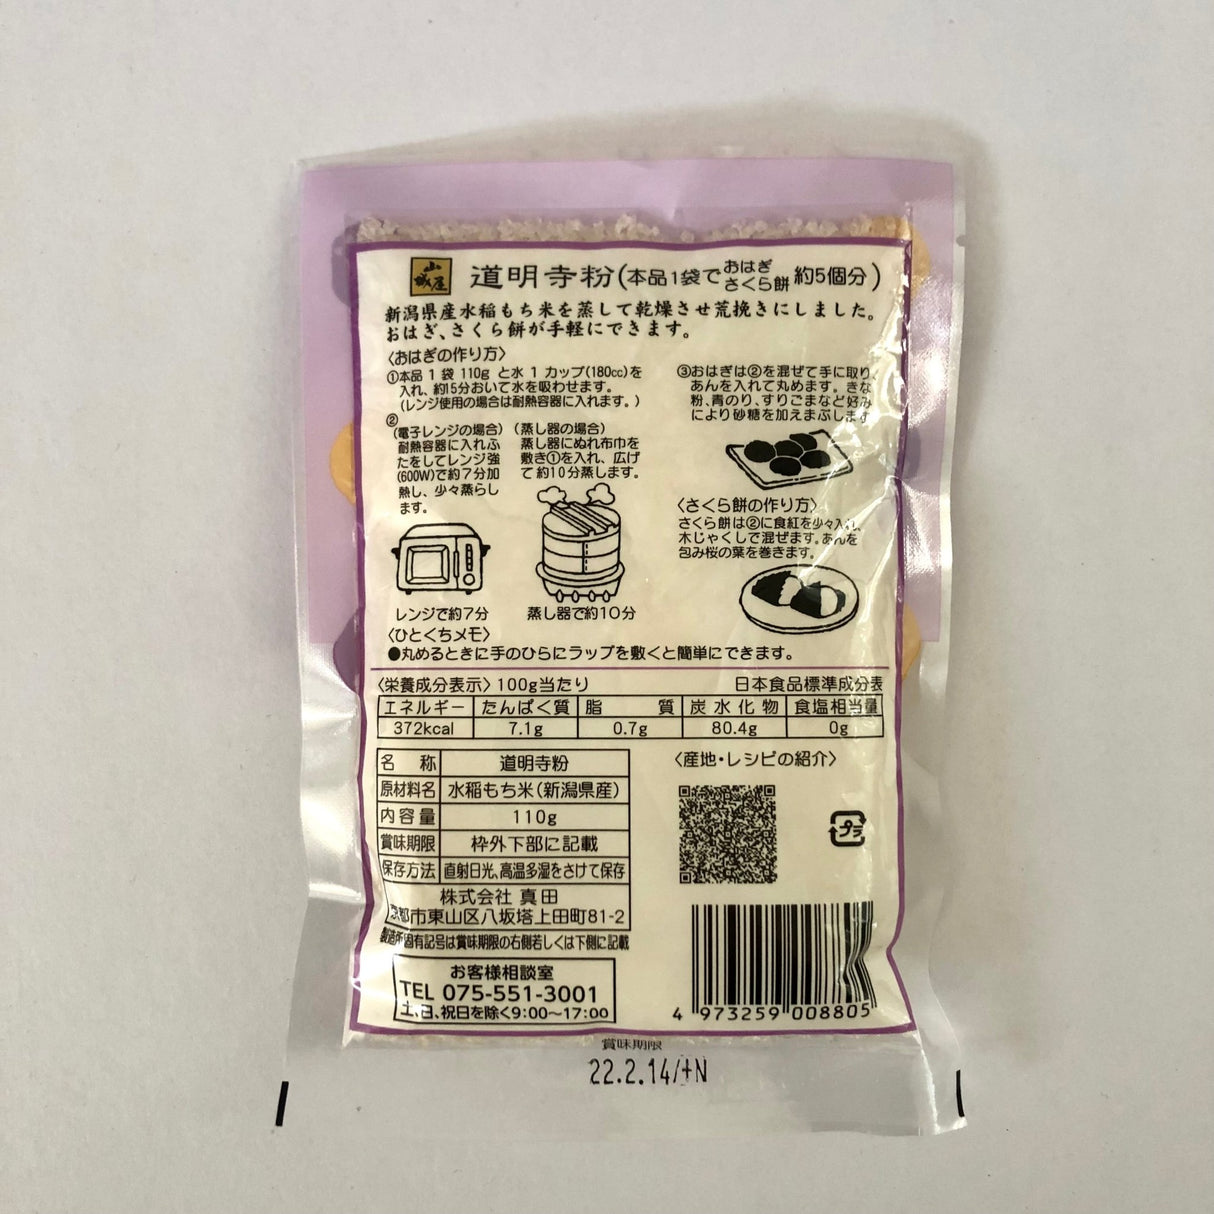 山城屋
道明寺粉(本品1袋でおはぎ さくら餅 約5個分)
新潟県産水稲もち米を蒸して乾燥させ荒挽きにしました。
おはぎ、さくら餅が手軽にできます。
〈おはぎの作り方〉
①本品1袋110gと水1カップ(180cc)を
入れ、約15分おいて水を吸わせます。
(レンジ使用の場合は耐熱容器に入れます。)
②
(電子レンジの場合)
耐熱容器に入れふ
たをしてレンジ強
(600W)で約7分加
熱し、少々蒸らし
ます。
(蒸し器の場合)
蒸し器にぬれ布巾を
敷き①を入れ、広げ
て約10分蒸します。
レンジで約7分
蒸し器で約10分
③おはぎは②を混ぜて手に取り、
あんを入れて丸めます。きな
粉、青のり、すりごまなど好み
により砂糖を加えまぶします
〈さくら餅の作り方〉
さくら餅は②に食紅を少々入れ、
木じゃくしで混ぜます。あんを
包み桜の葉を巻きます。
〈ひとくちメモ〉
●丸めるときに手のひらにラップを敷くと簡単にできます。
〈栄養成分表示〉100g当たり 日本食品標準成分表
エネルギー たんぱく質 脂質 炭水化物 食塩相当量
372kcal 7.1g 0.7g 80.4g 0g
名称 道明寺粉
原材料名 水稲もち米(新潟県産)
内容量 110g
賞味期限 枠外下部に記載
保存方法 直射日光、高温多湿をさけて保存
株式会社 真田
京都市東山区八坂塔上田町81-2
製造所固有記号は賞味期限の右側若しくは下側に記載
お客様相談室
TEL 075-551-3001
土、日、祝日を除く9:00〜17:00
〈産地・レシピの紹介〉
プラ
4 973259 008805
賞味期限
22.2.14/+N